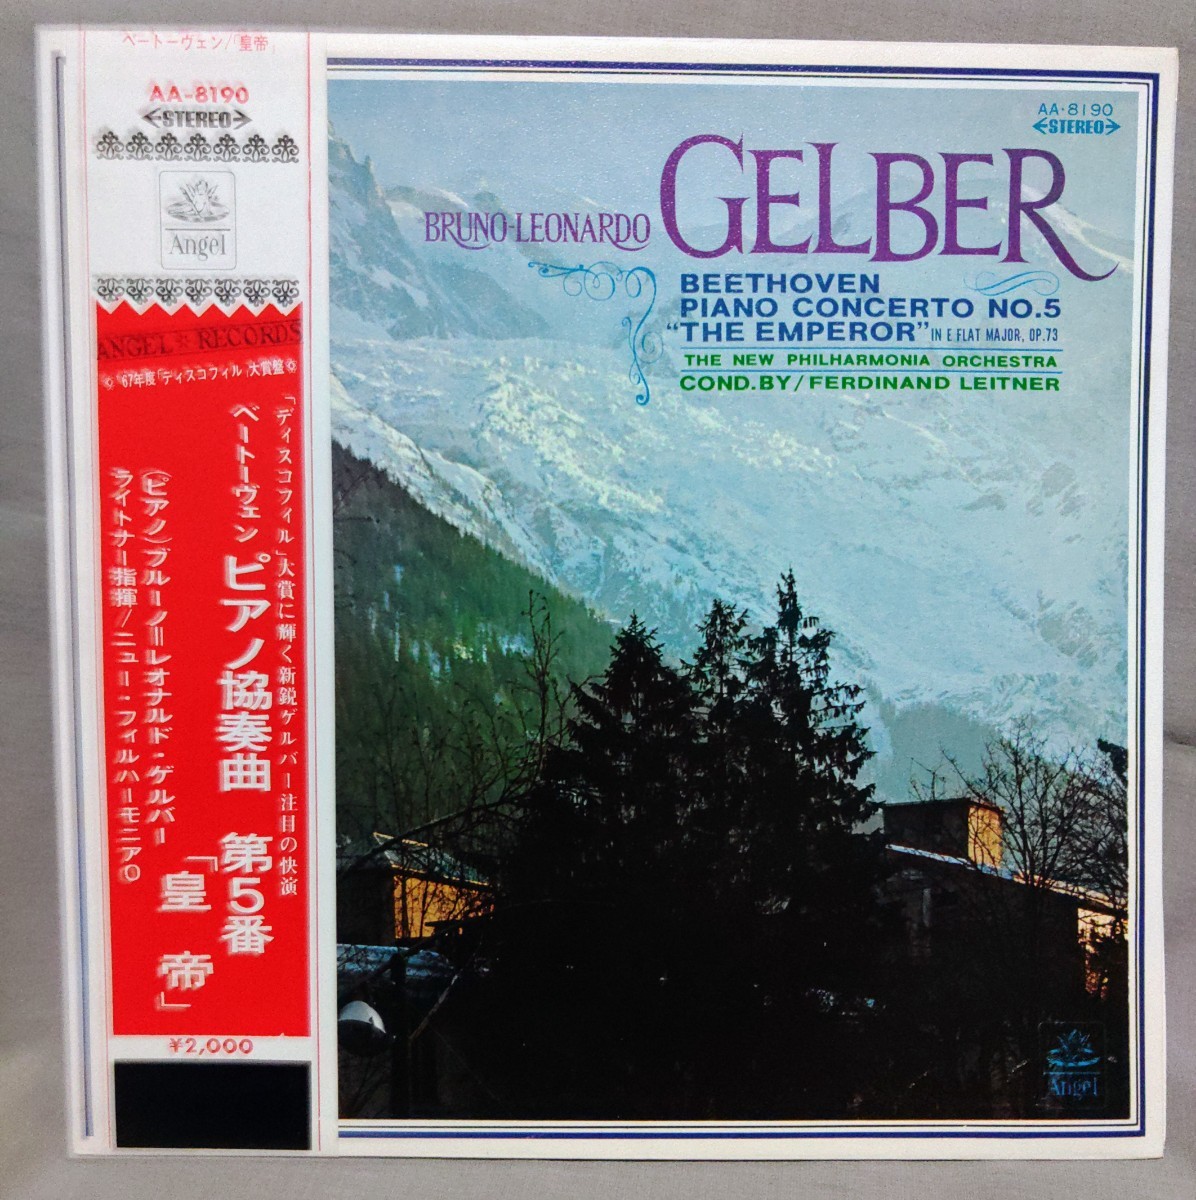 ベートーヴェン/「皇帝」
AA-8190
STEREO
Angel
ANGEL RECORDS
'67年度「ディスコフィル」大賞盤
「ディスコフィル」大賞に輝く新鋭ゲルバー注目の快演
ベートーヴェン ピアノ協奏曲 第5番
「皇帝」
(ピアノ)ブルーノ=レオナルド・ゲルバー
ライトナー指揮/ニュー・フィルハーモニアO
¥2,000
AA-8190
STEREO
BRUNO-LEONARDO GELBER
BEETHOVEN
PIANO CONCERTO NO.5
"THE EMPEROR" IN E FLAT MAJOR, OP.73
THE NEW PHILHARMONIA ORCHESTRA
COND.BY/FERDINAND LEITNER
Angel